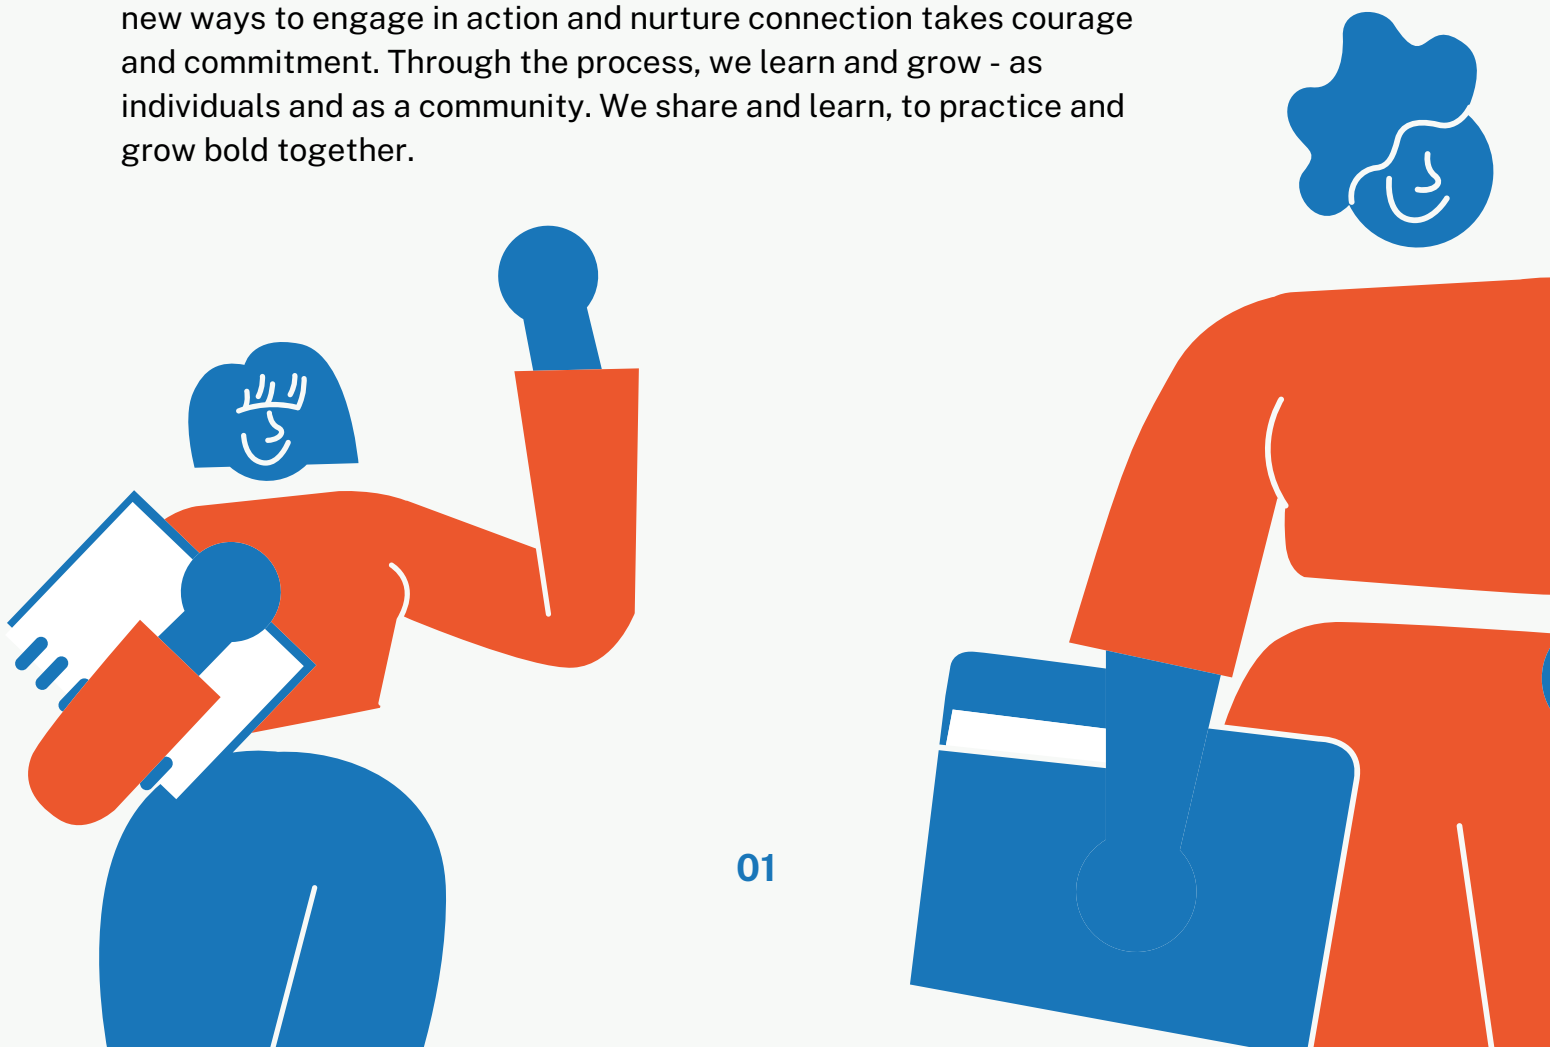 new ways to engage in action and nurture connection takes courage
and commitment. Through the process, we learn and grow - as
individuals and as a community. We share and learn, to practice and
grow bold together.
01